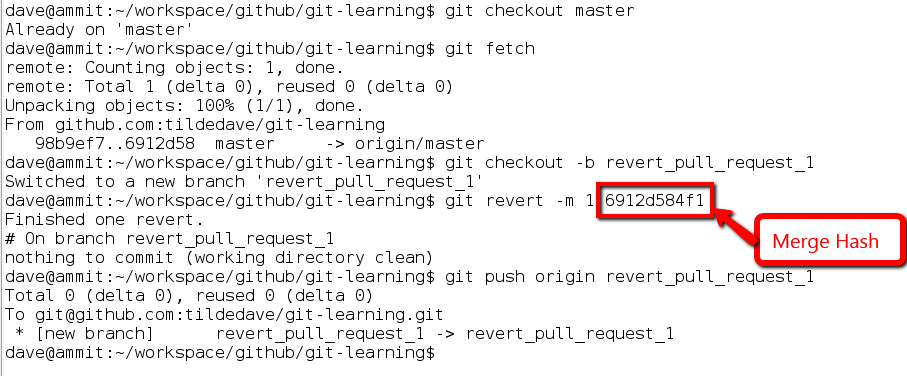 dave@ammit:~/workspace/github/git-learning$ git checkout master
Already on 'master'
dave@ammit:~/workspace/github/git-learning$ git fetch
remote: Counting objects: 1, done.
remote: Total 1 (delta 0), reused 0 (delta 0)
Unpacking objects: 100% (1/1), done.
From github.com:tildedave/git-learning
   98b9ef7..6912d58  master     -> origin/master
dave@ammit:~/workspace/github/git-learning$ git checkout -b revert_pull_request_1
Switched to a new branch 'revert_pull_request_1'
dave@ammit:~/workspace/github/git-learning$ git revert -m 1 6912d584f1
Finished one revert.
# On branch revert_pull_request_1
nothing to commit (working directory clean)
Merge Hash
dave@ammit:~/workspace/github/git-learning$ git push origin revert_pull_request_1
Total 0 (delta 0), reused 0 (delta 0)
To git@github.com:tildedave/git-learning.git
 * [new branch]      revert_pull_request_1 -> revert_pull_request_1
dave@ammit:~/workspace/github/git-learning$